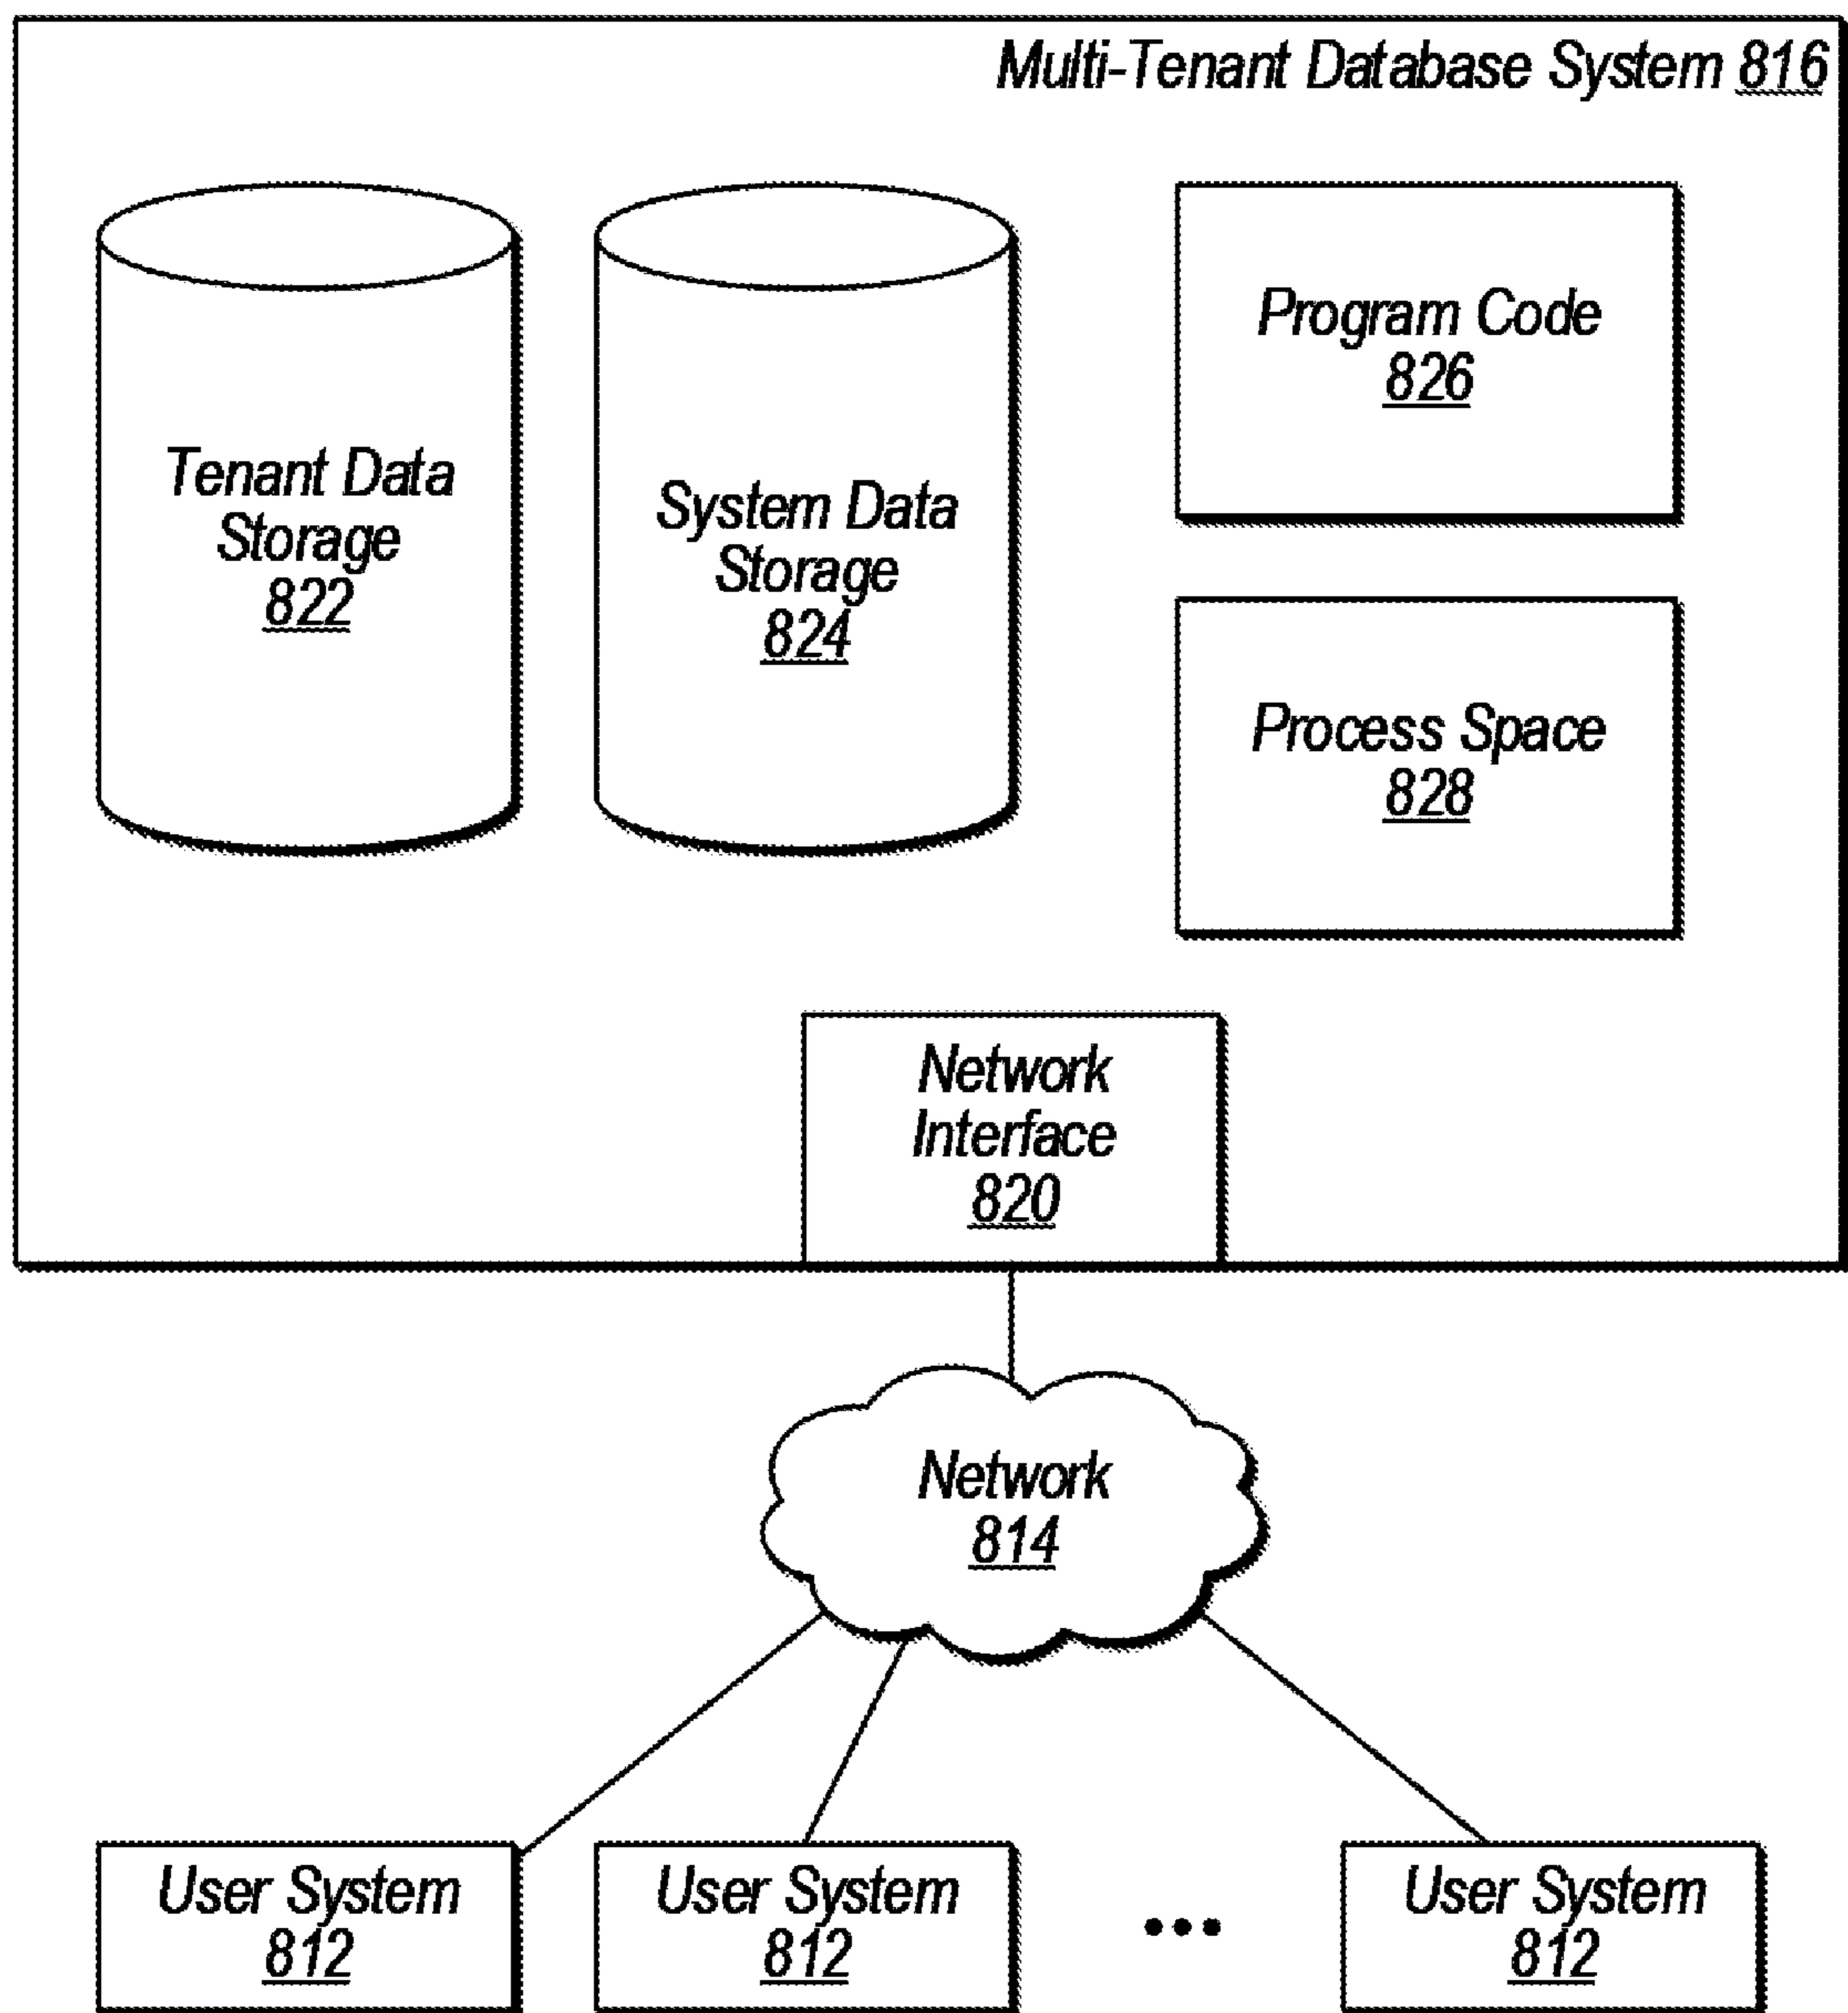 Multi-Tenant Database System 816
Tenant Data
Storage
822
System Data
Storage
824
Program Code
826
Process Space
828
Network
Interface
820
Network
814
User System
812
User System
812
User System
812